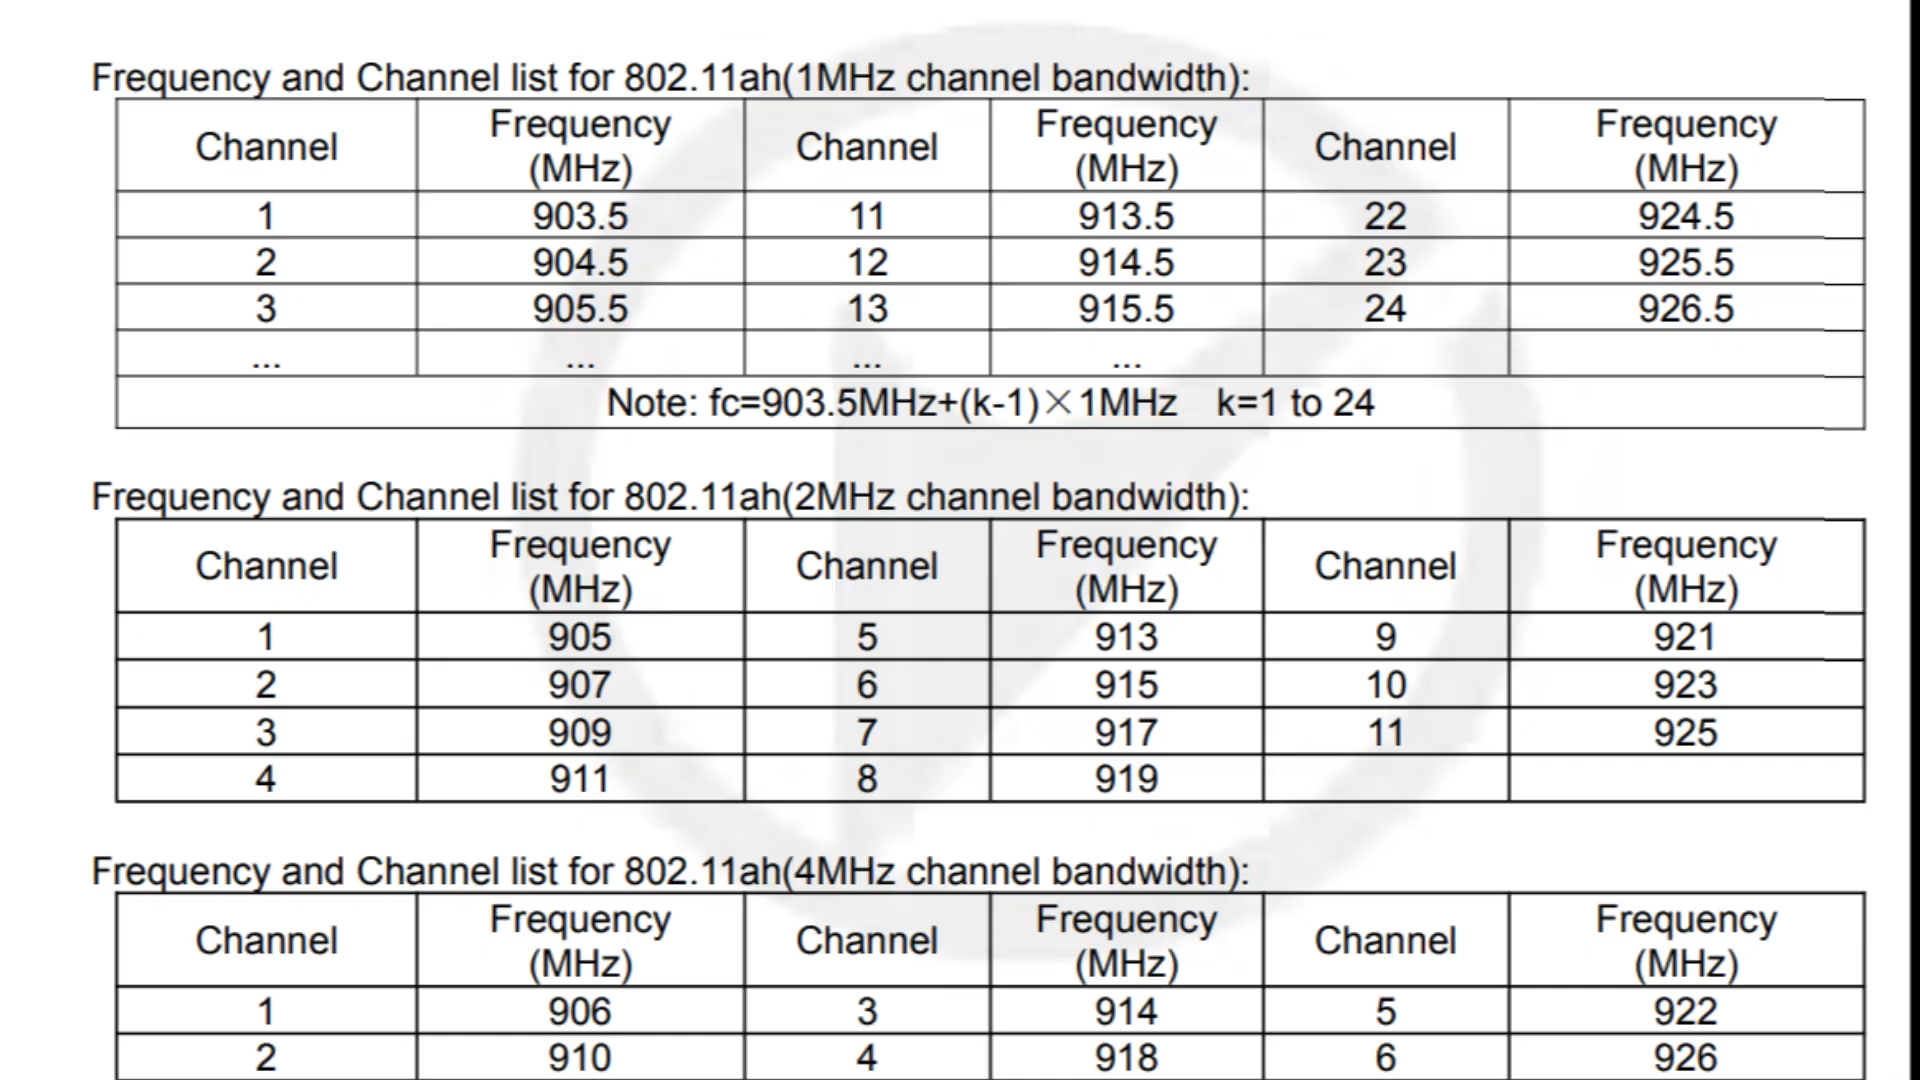 Frequency and Channel list for 802.11ah(1MHz channel bandwidth):
Channel Frequency (MHz) Channel Frequency (MHz) Channel Frequency (MHz)
1 903.5 11 913.5 22 924.5
2 904.5 12 914.5 23 925.5
3 905.5 13 915.5 24 926.5
... ... ... ...
Note: fc=903.5MHz+(k-1)×1MHz k=1 to 24
Frequency and Channel list for 802.11ah(2MHz channel bandwidth):
Channel Frequency (MHz) Channel Frequency (MHz) Channel Frequency (MHz)
1 905 5 913 9 921
2 907 6 915 10 923
3 909 7 917 11 925
4 911 8 919
Frequency and Channel list for 802.11ah(4MHz channel bandwidth):
Channel Frequency (MHz) Channel Frequency (MHz) Channel Frequency (MHz)
1 906 3 914 5 922
2 910 4 918 6 926